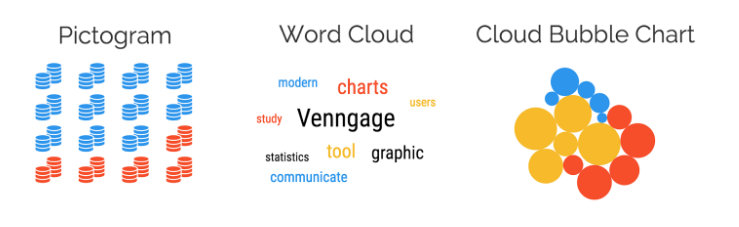 Pictogram
Word Cloud
Cloud Bubble Chart
modern
charts
users
study
Venngage
statistics
tool
graphic
communicate